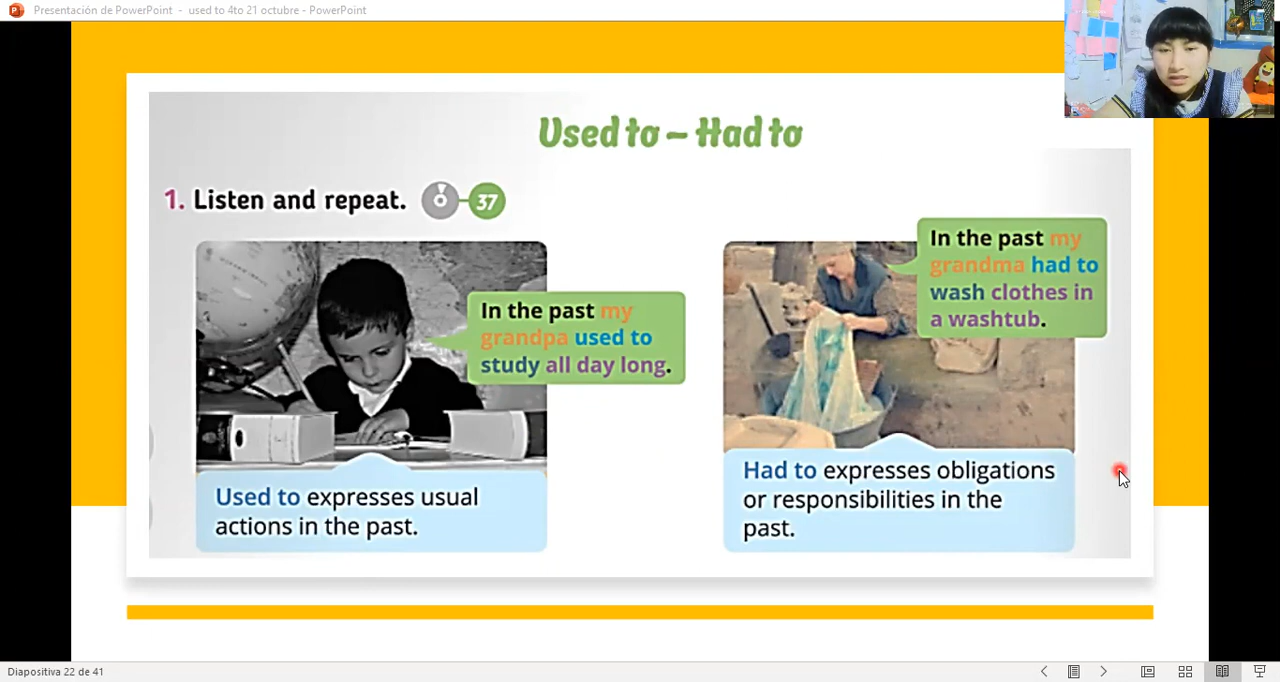 Presentación de PowerPoint - used to 4to 21 octubre - PowerPoint
Used to – Had to
1. Listen and repeat. 37
In the past my
grandpa used to
study all day long.
Used to expresses usual
actions in the past.
In the past my
grandma had to
wash clothes in
a washtub.
Had to expresses obligations
or responsibilities in the
past.
Diapositiva 22 de 41